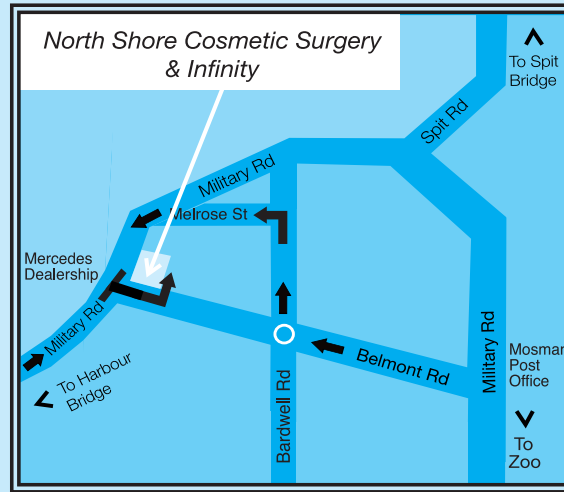 North Shore Cosmetic Surgery
& Infinity
To Spit
Bridge
Spit Rd
Military Rd
Melrose St
Mercedes
Dealership
Military Rd
To Harbour
Bridge
Belmont Rd
Bardwell Rd
Military Rd
Mosman
Post
Office
To
Zoo